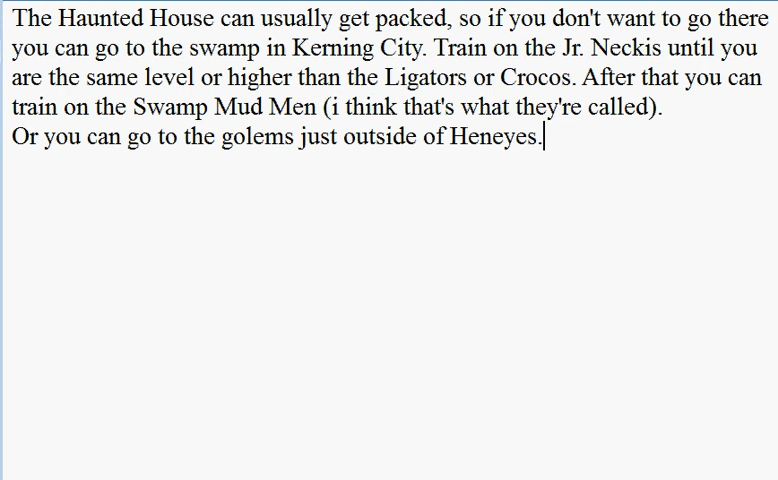 The Haunted House can usually get packed, so if you don't want to go there
you can go to the swamp in Kerning City. Train on the Jr. Neckis until you
are the same level or higher than the Ligators or Crocos. After that you can
train on the Swamp Mud Men (i think that's what they're called).
Or you can go to the golems just outside of Heneyes.